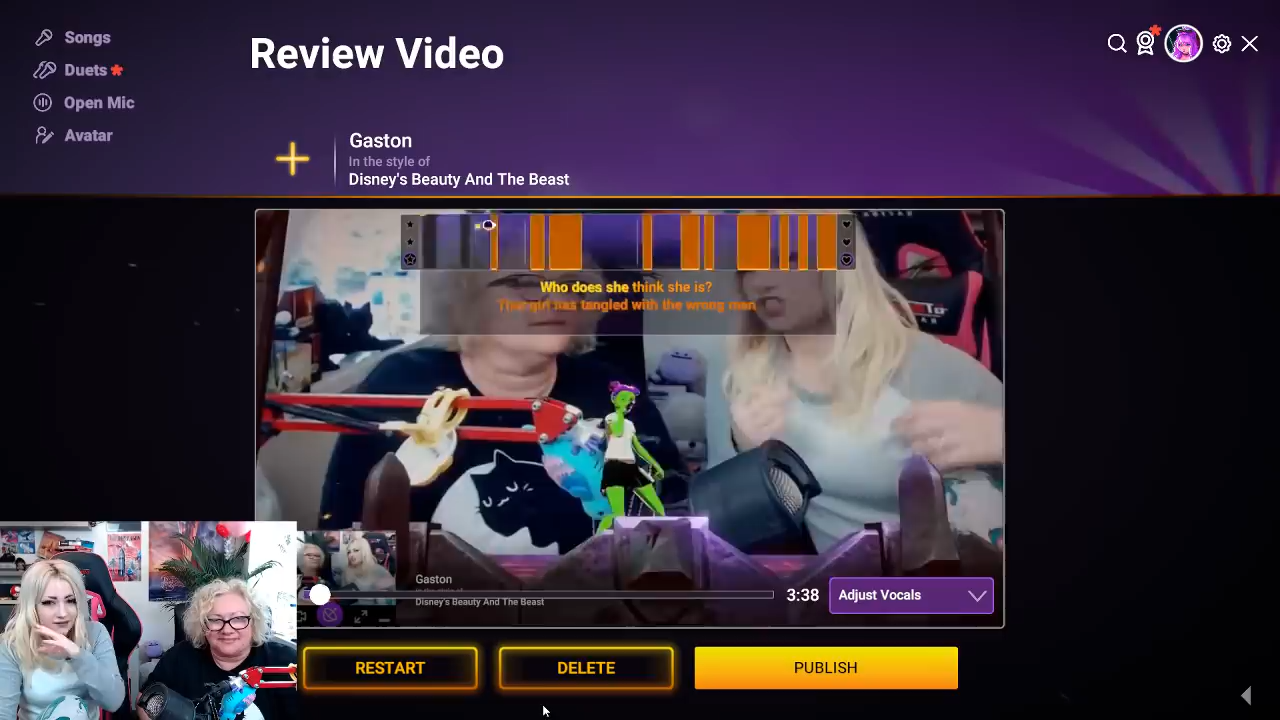 Songs
Duets
Open Mic
Avatar
Review Video
Gaston
In the style of
Disney's Beauty And The Beast
Who does she think she is?
That girl has tangled with the wrong man
Gaston
Disney's Beauty And The Beast
3:38
Adjust Vocals
RESTART
DELETE
PUBLISH